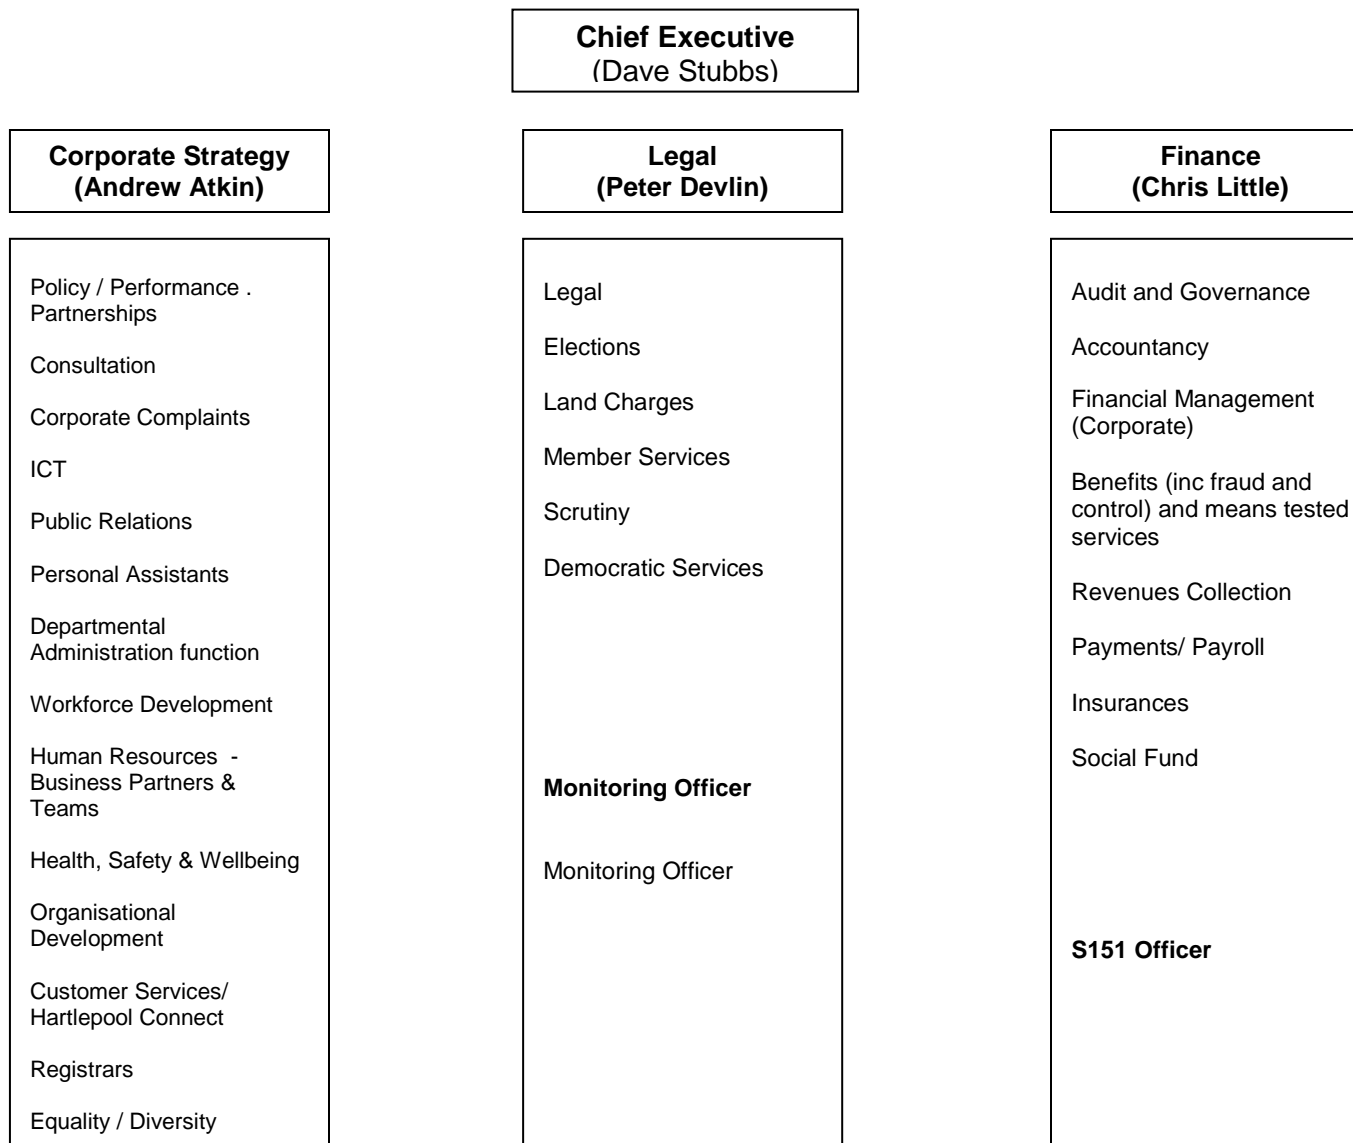 Chief Executive
(Dave Stubbs)
Corporate Strategy
(Andrew Atkin)
Policy / Performance .
Partnerships
Consultation
Corporate Complaints
ICT
Public Relations
Personal Assistants
Departmental
Administration function
Workforce Development
Human Resources  -
Business Partners &
Teams
Health, Safety & Wellbeing
Organisational
Development
Customer Services/
Hartlepool Connect
Registrars
Equality / Diversity
Legal
(Peter Devlin)
Legal
Elections
Land Charges
Member Services
Scrutiny
Democratic Services
Monitoring Officer
Monitoring Officer
Finance
(Chris Little)
Audit and Governance
Accountancy
Financial Management
(Corporate)
Benefits (inc fraud and
control) and means tested
services
Revenues Collection
Payments/ Payroll
Insurances
Social Fund
S151 Officer